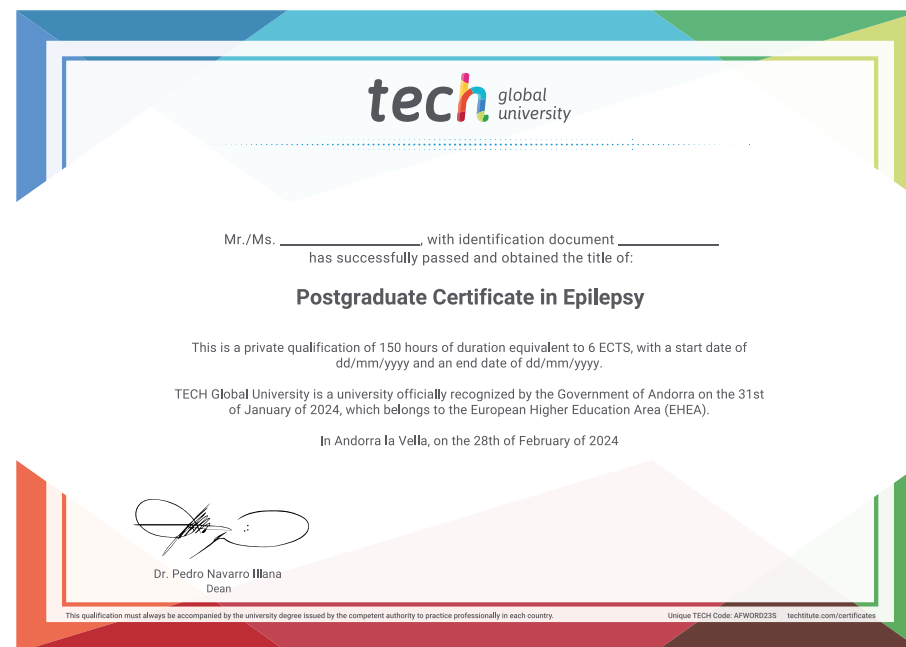 tech global university
Mr./Ms. ____________________, with identification document ______________
has successfully passed and obtained the title of:
Postgraduate Certificate in Epilepsy
This is a private qualification of 150 hours of duration equivalent to 6 ECTS, with a start date of
dd/mm/yyyy and an end date of dd/mm/yyyy.
TECH Global University is a university officially recognized by the Government of Andorra on the 31st
of January of 2024, which belongs to the European Higher Education Area (EHEA).
In Andorra la Vella, on the 28th of February of 2024
Dr. Pedro Navarro Illana
Dean
This qualification must always be accompanied by the university degree issued by the competent authority to practice professionally in each country.
Unique TECH Code: AFWORD23S techtitute.com/certificates